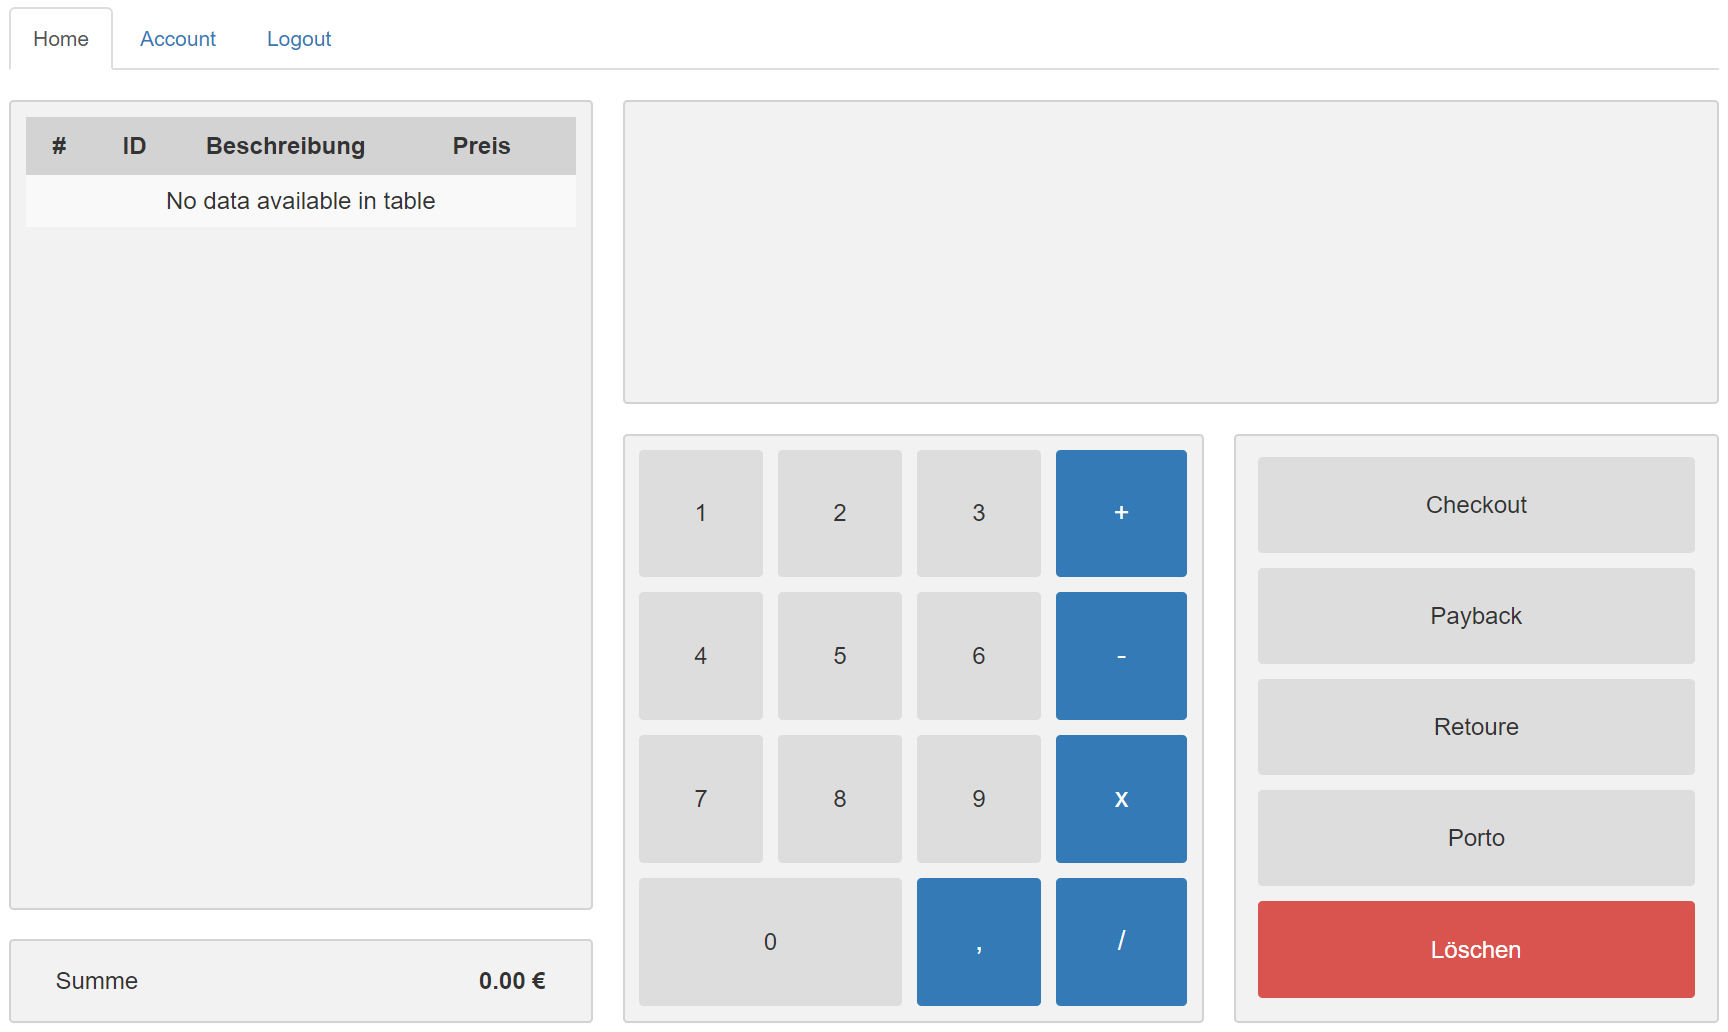 Home Account Logout
# ID Beschreibung Preis
No data available in table
Summe 0.00 €
1 2 3 +
4 5 6 -
7 8 9 x
0 , /
Checkout
Payback
Retoure
Porto
Löschen